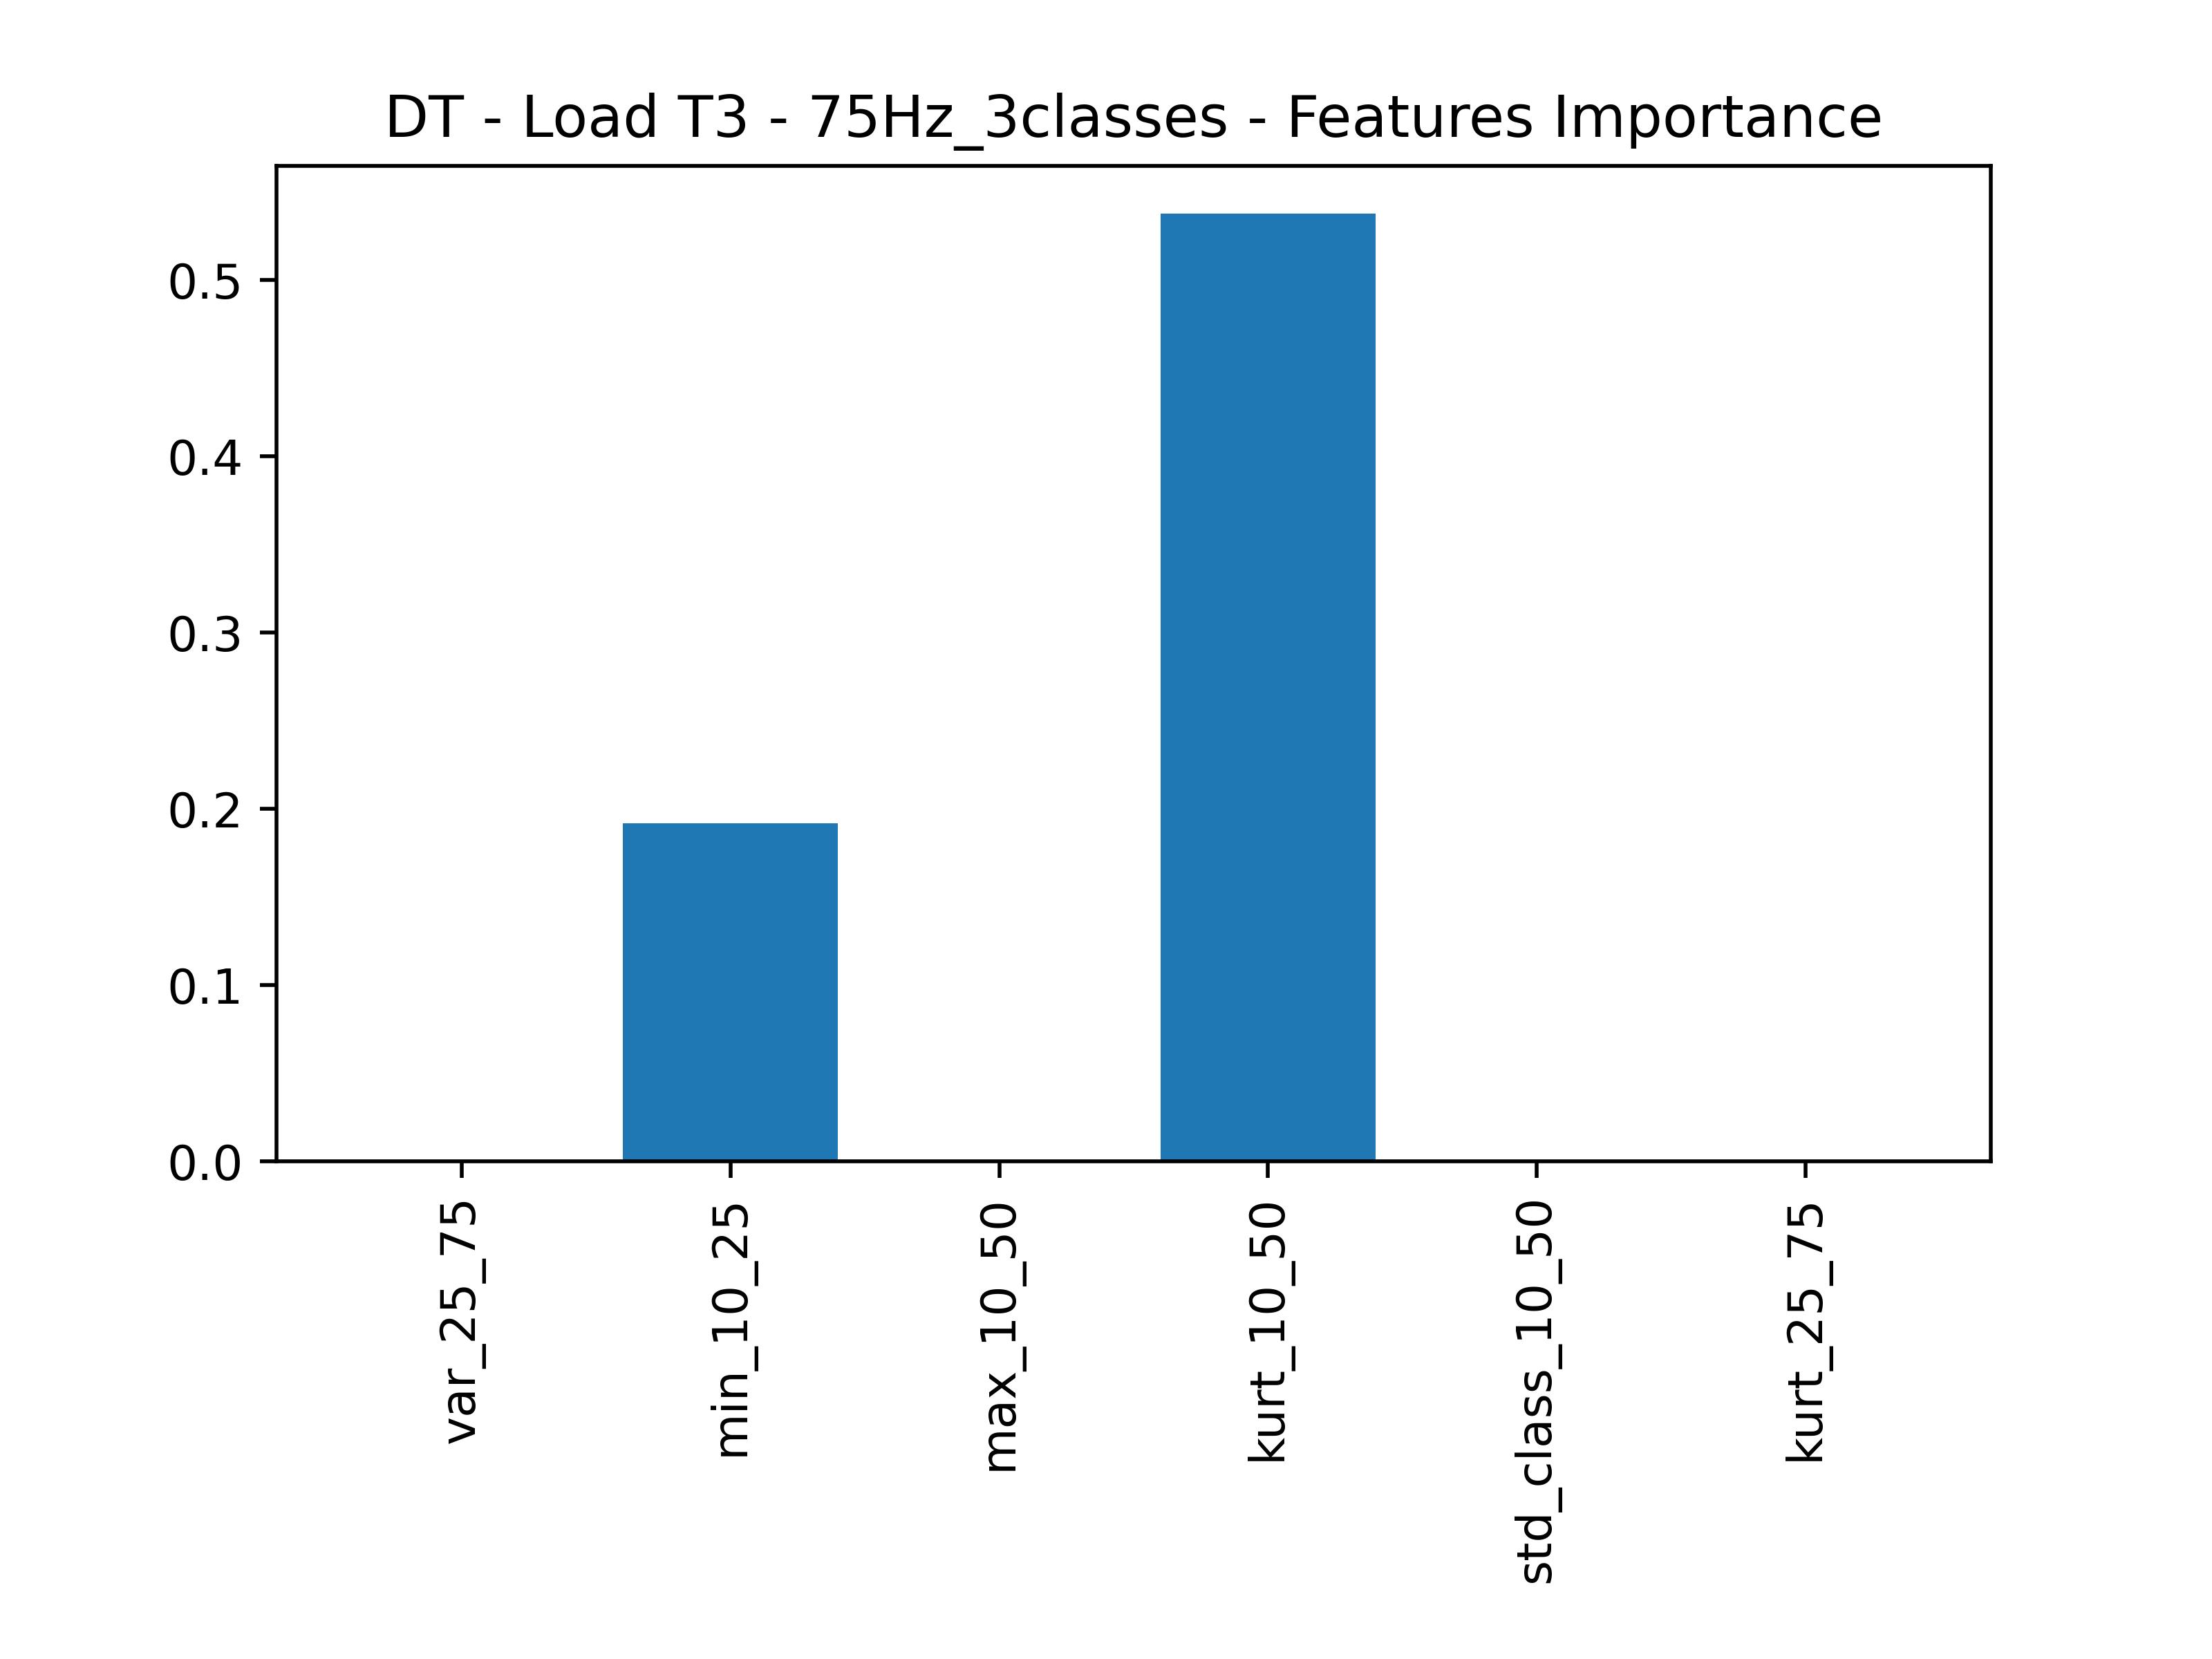 DT - Load T3 - 75Hz_3classes - Features Importance
0.5
0.4
0.3
0.2
0.1
0.0
var_25_75
min_10_25
max_10_50
kurt_10_50
std_class_10_50
kurt_25_75